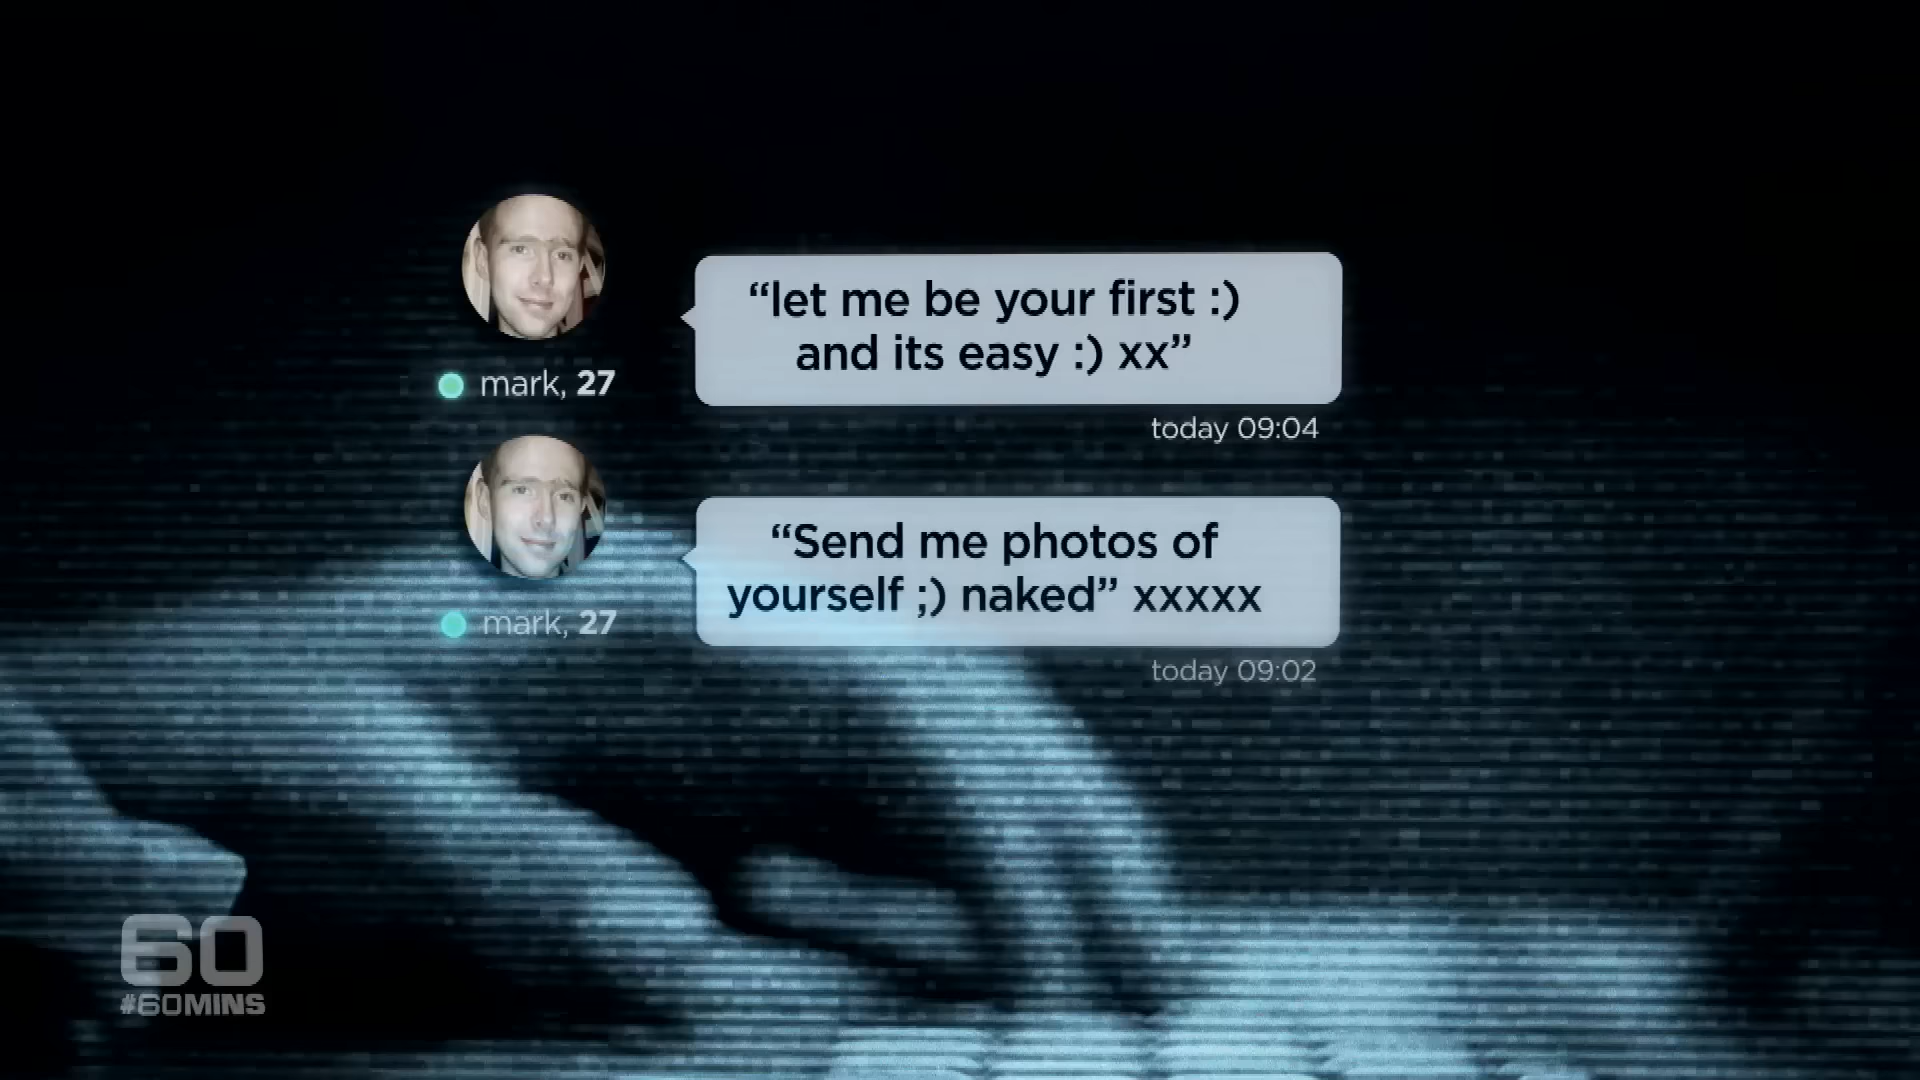 “let me be your first :)
and its easy :) xx”
mark, 27
today 09:04
“Send me photos of
yourself ;) naked” xxxxx
mark, 27
today 09:02
60
#60MINS